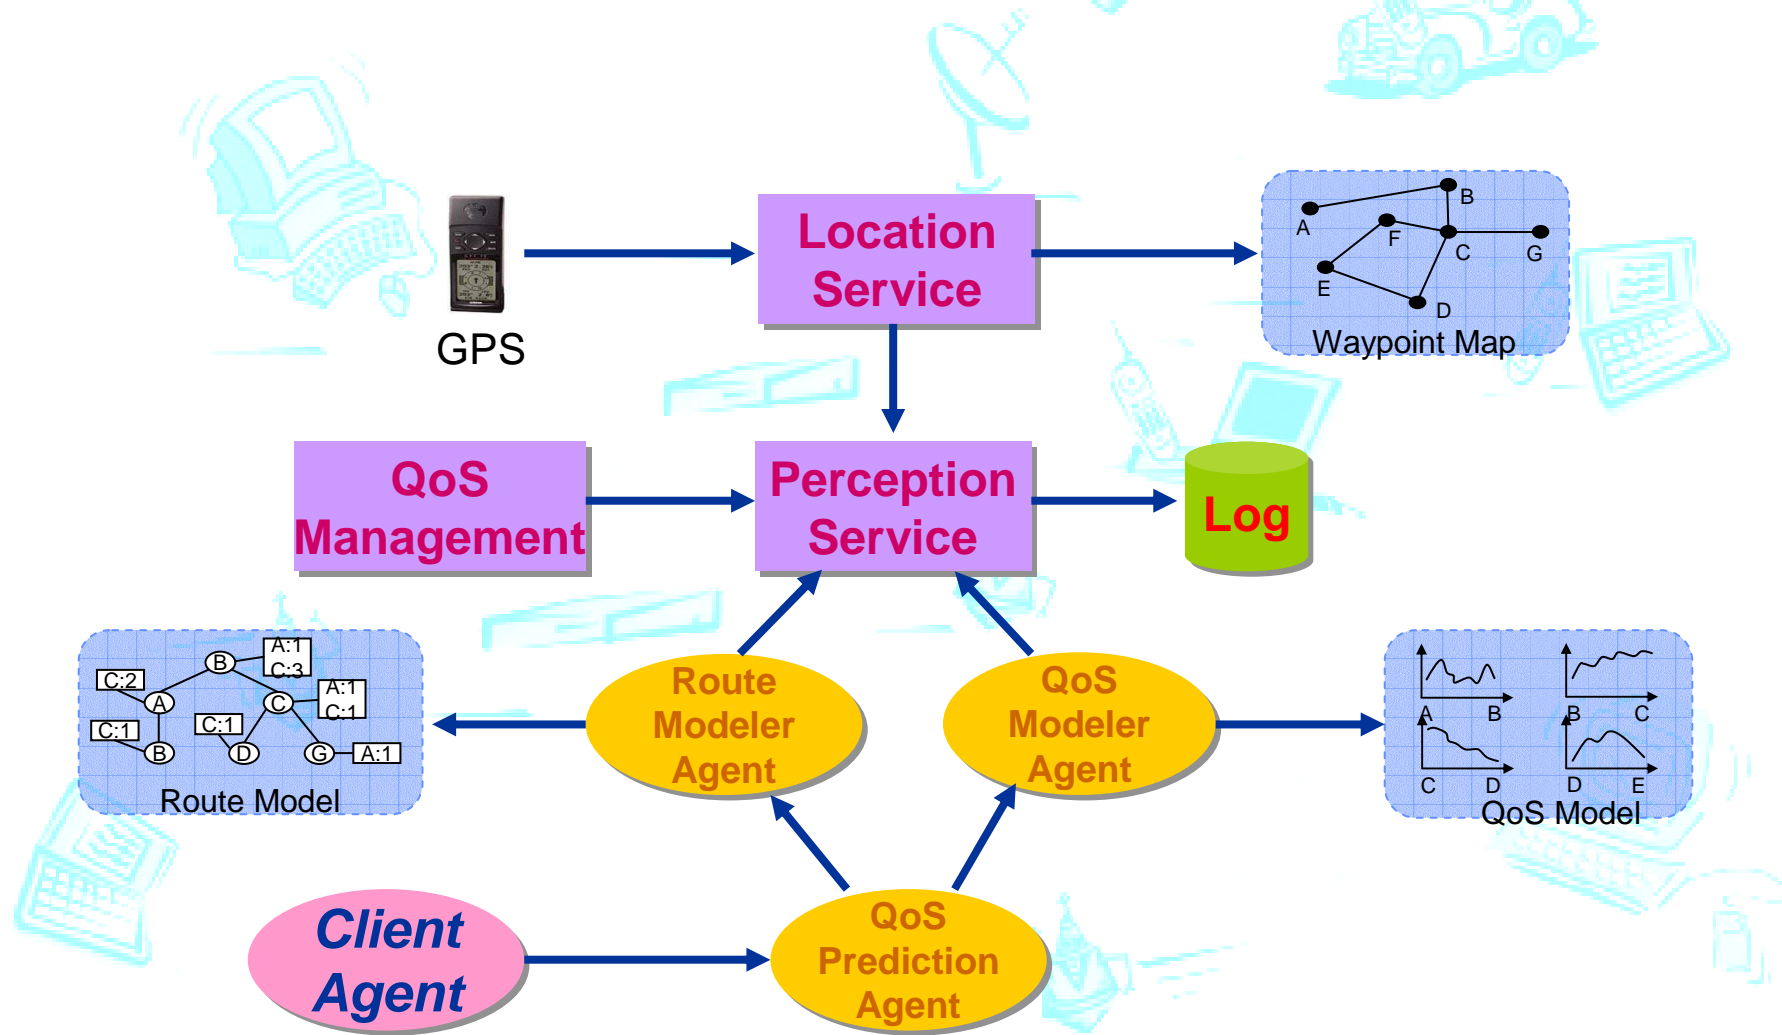 GPS
Location
Service
A
B
F
C
G
E
D
Waypoint Map
QoS
Management
Perception
Service
Log
A:1
C:3
B
C:2
A
C
A:1
C:1
C:1
C:1
B
D
G
A:1
Route Model
Route
Modeler
Agent
QoS
Modeler
Agent
A B
B C
C D
D E
QoS Model
Client
Agent
QoS
Prediction
Agent